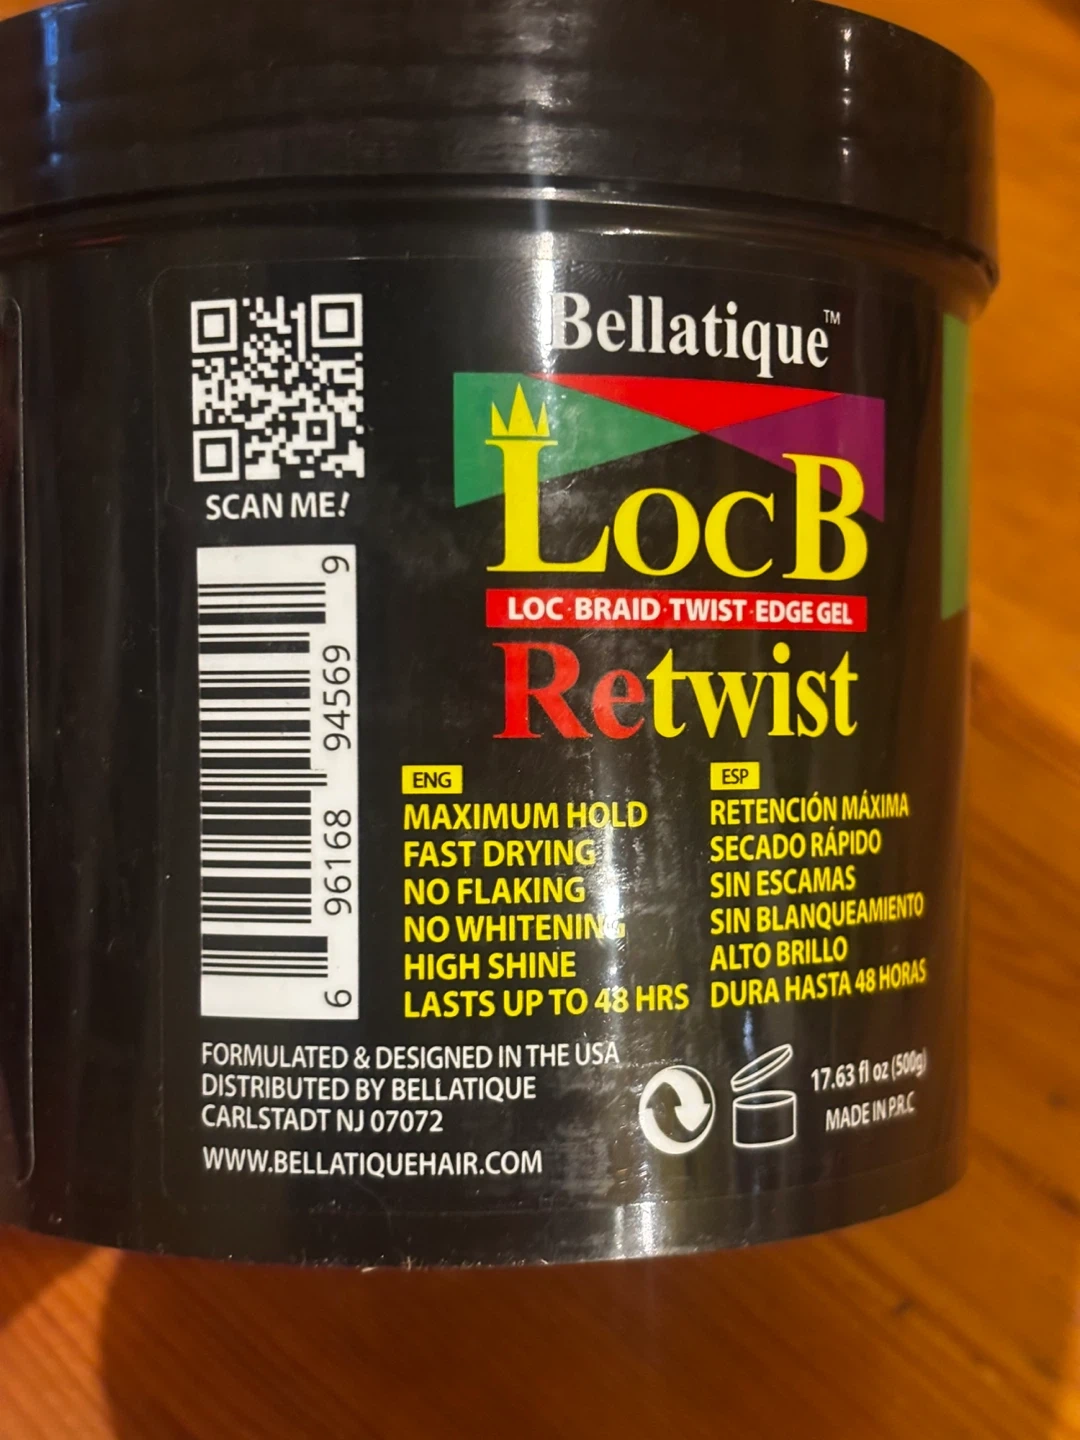 SCAN ME!
6 96168 94569 9
Bellatique™
LOCB
LOC·BRAID·TWIST·EDGE GEL
Retwist
ENG
MAXIMUM HOLD
FAST DRYING
NO FLAKING
NO WHITENING
HIGH SHINE
LASTS UP TO 48 HRS
ESP
RETENCIÓN MÁXIMA
SECADO RÁPIDO
SIN ESCAMAS
SIN BLANQUEAMIENTO
ALTO BRILLO
DURA HASTA 48 HORAS
FORMULATED & DESIGNED IN THE USA
DISTRIBUTED BY BELLATIQUE
CARLSTADT NJ 07072
WWW.BELLATIQUEHAIR.COM
17.63 fl oz (500g)
MADE IN P.R.C